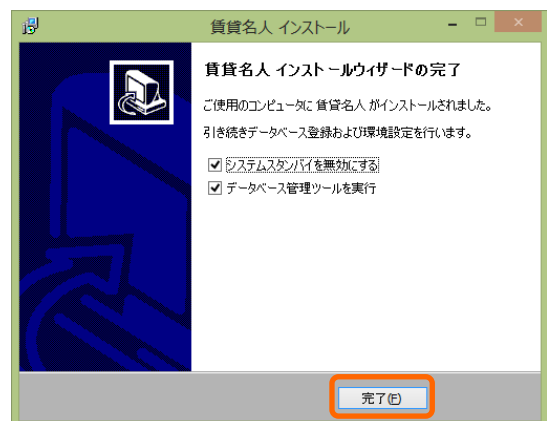 賃貸名人 インストール
賃貸名人 インストールウィザードの完了
ご使用のコンピュータに 賃貸名人 がインストールされました。
引き続きデータベース登録および環境設定を行います。
システムスタンバイを無効にする
データベース管理ツールを実行
完了(F)